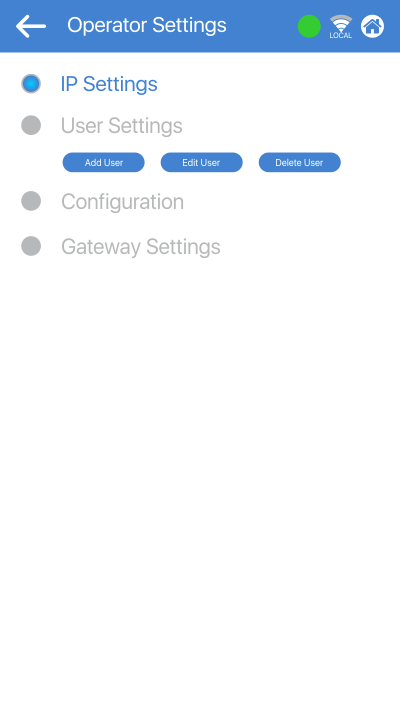 Operator Settings
LOCAL
IP Settings
User Settings
Add User Edit User Delete User
Configuration
Gateway Settings